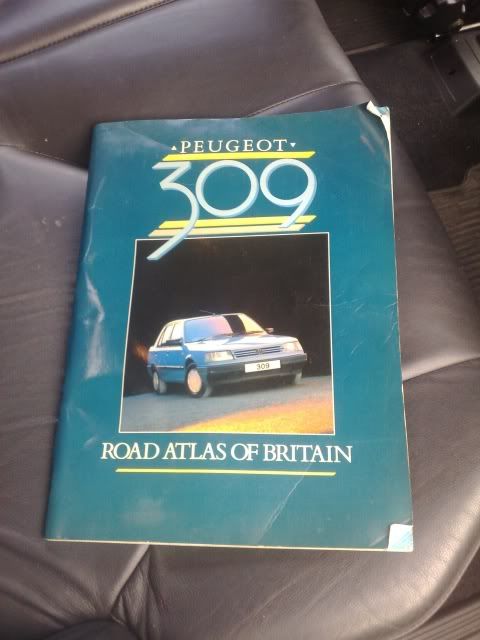 PEUGEOT
309
309
ROAD ATLAS OF BRITAIN